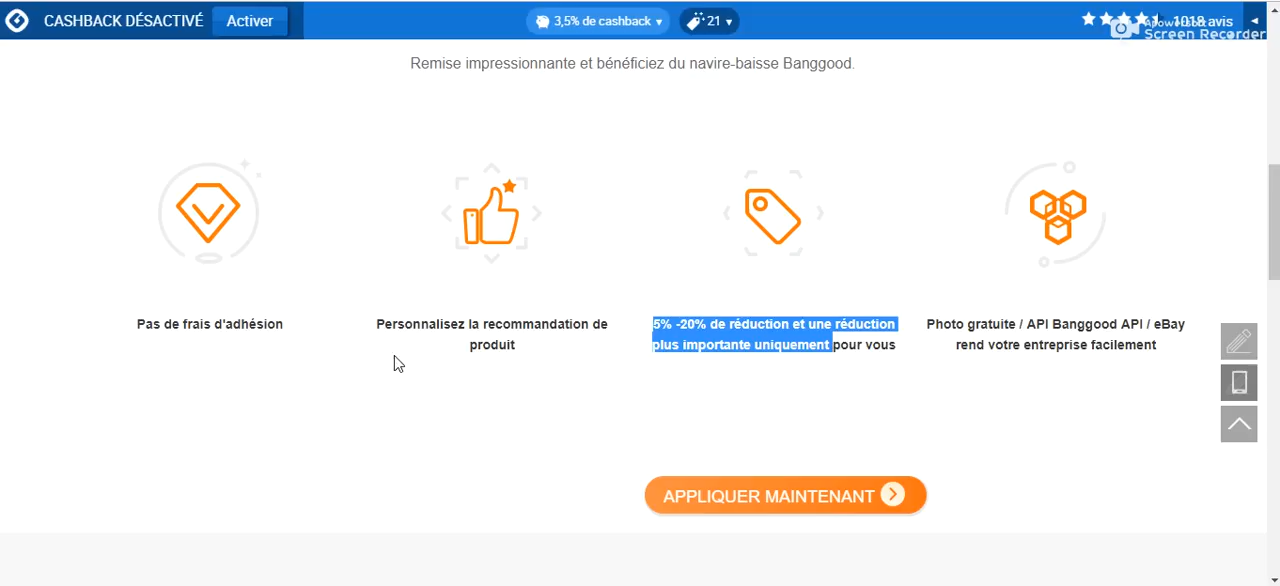 CASHBACK DÉSACTIVÉ Activer 3,5% de cashback 21 1018 avis
Apowersoft
Screen Recorder
Remise impressionnante et bénéficiez du navire-baisse Banggood.
Pas de frais d'adhésion
Personnalisez la recommandation de
produit
5% -20% de réduction et une réduction
plus importante uniquement pour vous
Photo gratuite / API Banggood API / eBay
rend votre entreprise facilement
APPLIQUER MAINTENANT